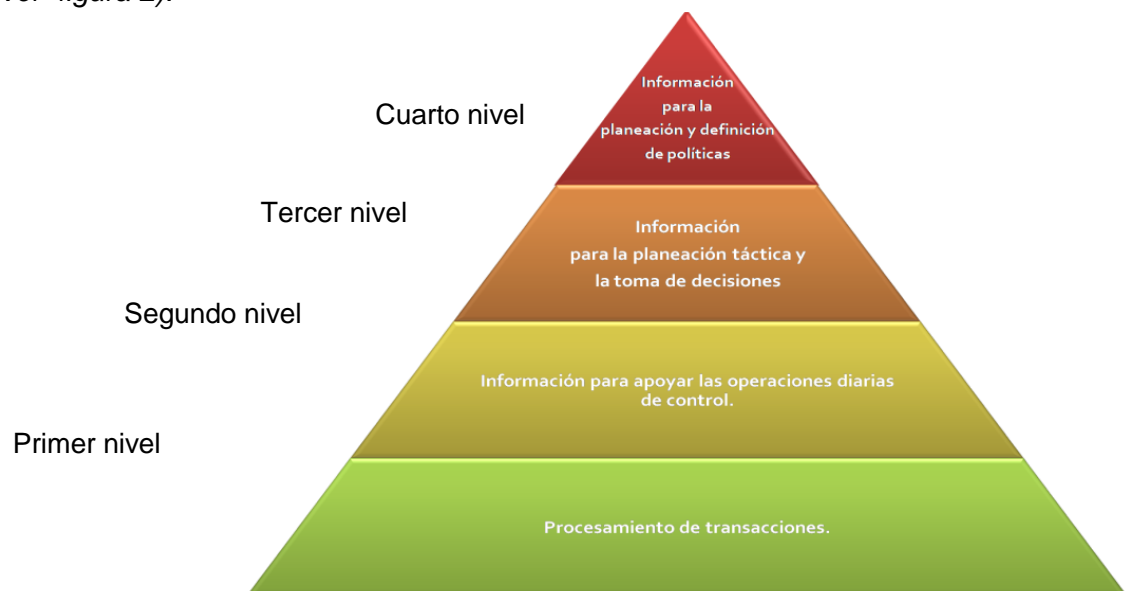 figura 2).
Información
para la
planeación y definición
de políticas
Cuarto nivel
Tercer nivel
Información
para la planeación táctica y
la toma de decisiones
Segundo nivel
Información para apoyar las operaciones diarias
de control.
Primer nivel
Procesamiento de transacciones.